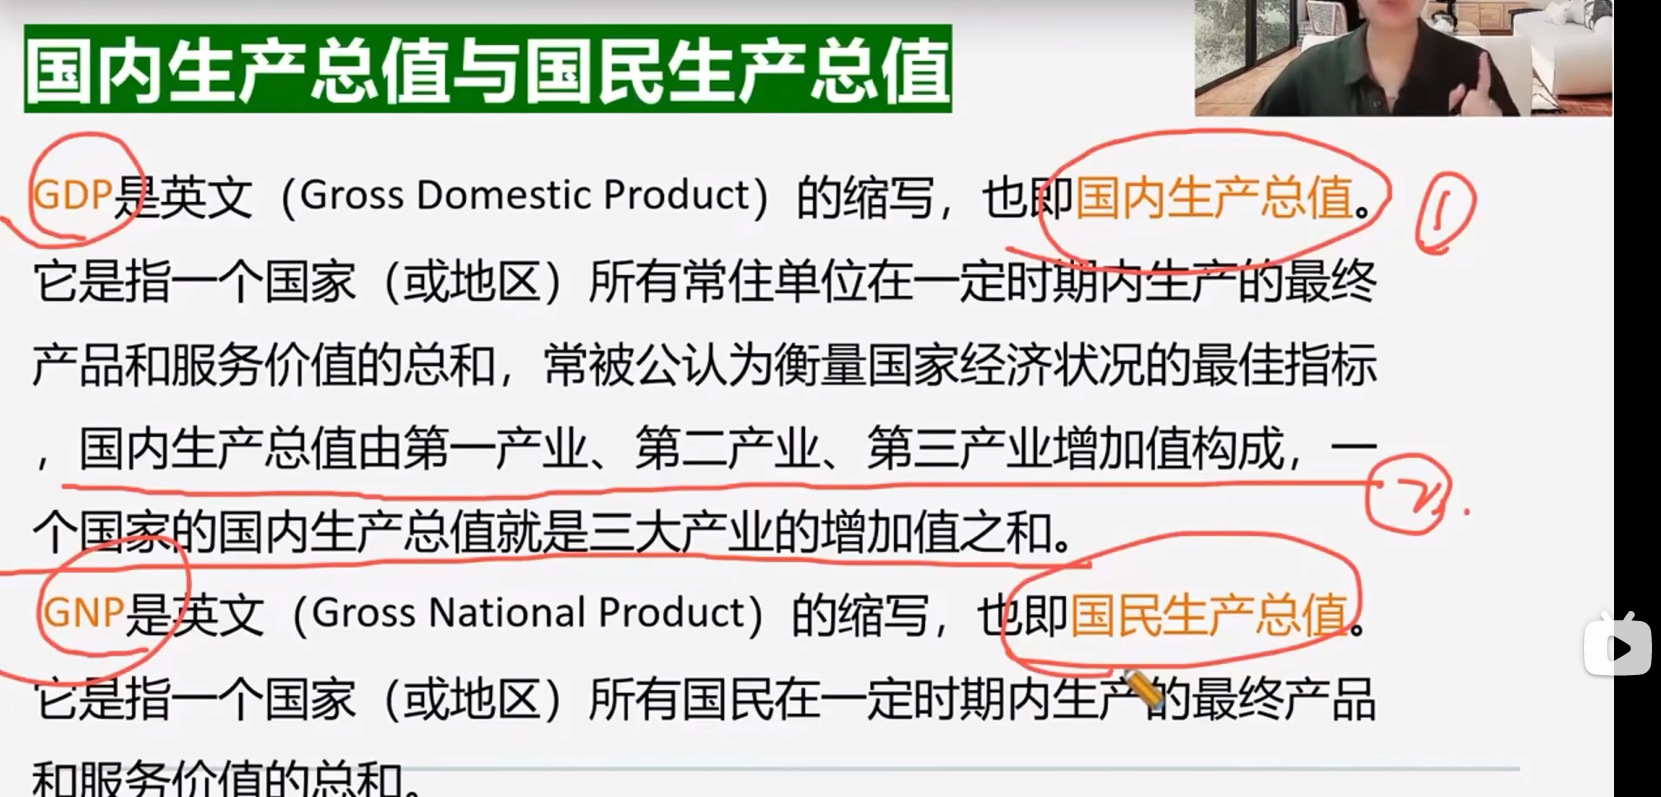 国内生产总值与国民生产总值
GDP是英文（Gross Domestic Product）的缩写，也即国内生产总值。
①
它是指一个国家（或地区）所有常住单位在一定时期内生产的最终
产品和服务价值的总和，常被公认为衡量国家经济状况的最佳指标
，国内生产总值由第一产业、第二产业、第三产业增加值构成，一
个国家的国内生产总值就是三大产业的增加值之和。
GNP是英文（Gross National Product）的缩写，也即国民生产总值。
它是指一个国家（或地区）所有国民在一定时期内生产的最终产品
和服务价值的总和。